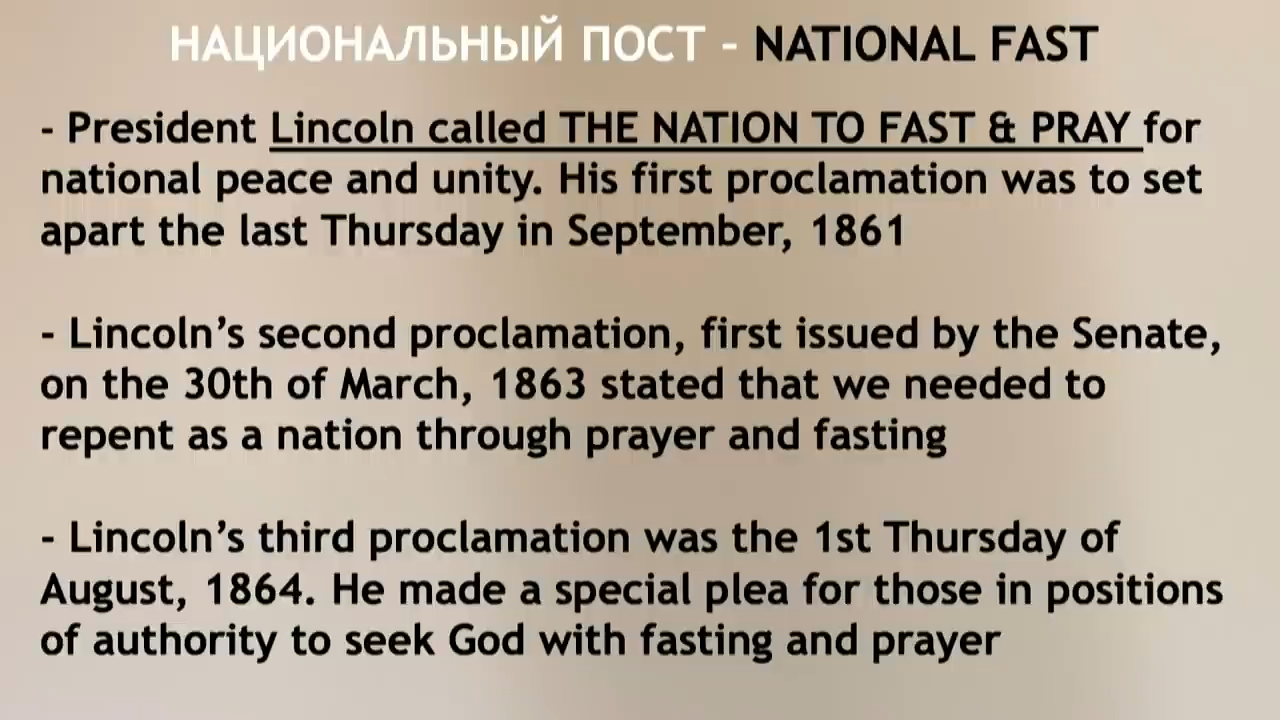 НАЦИОНАЛЬНЫЙ ПОСТ – NATIONAL FAST
- President Lincoln called THE NATION TO FAST & PRAY for
national peace and unity. His first proclamation was to set
apart the last Thursday in September, 1861
- Lincoln’s second proclamation, first issued by the Senate,
on the 30th of March, 1863 stated that we needed to
repent as a nation through prayer and fasting
- Lincoln’s third proclamation was the 1st Thursday of
August, 1864. He made a special plea for those in positions
of authority to seek God with fasting and prayer